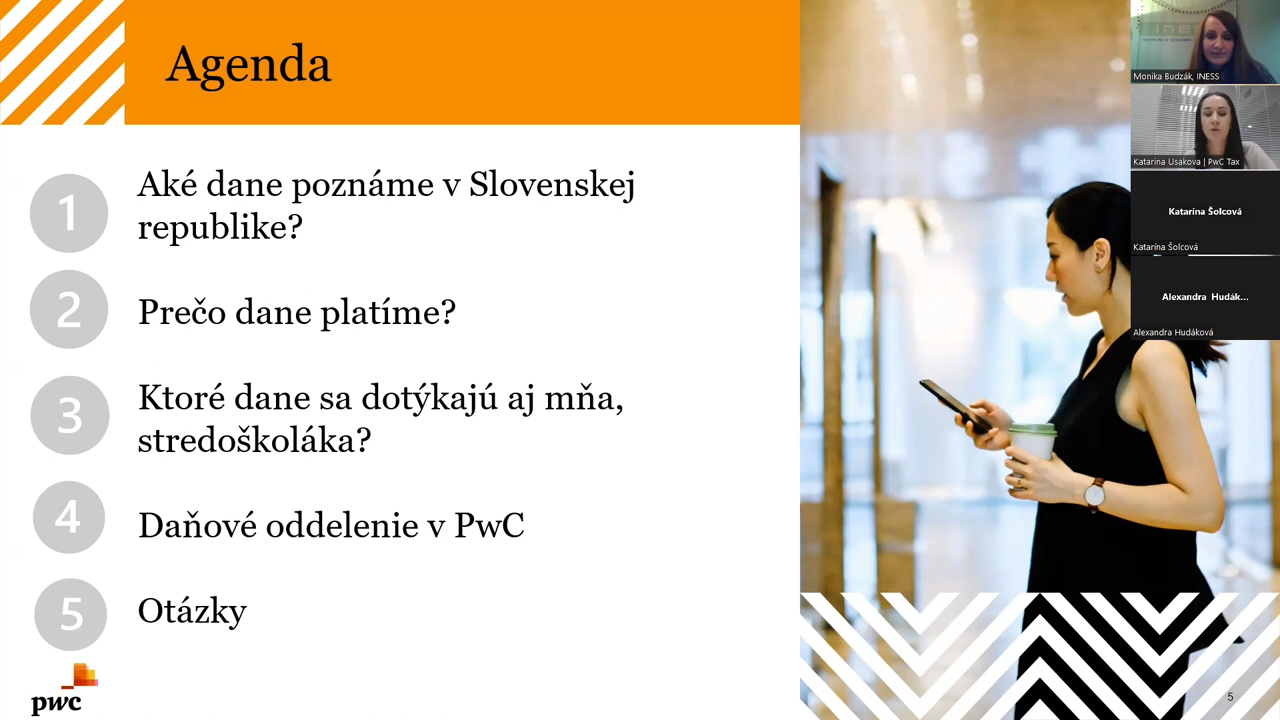 Agenda
1
Aké dane poznáme v Slovenskej
republike?
2
Prečo dane platíme?
3
Ktoré dane sa dotýkajú aj mňa,
stredoškoláka?
4
Daňové oddelenie v PwC
5
Otázky
pwc
5
Monika Budzák, INESS
Katarina Usakova | PwC Tax
Katarína Šolcová
Katarína Šolcová
Alexandra Hudák...
Alexandra Hudáková